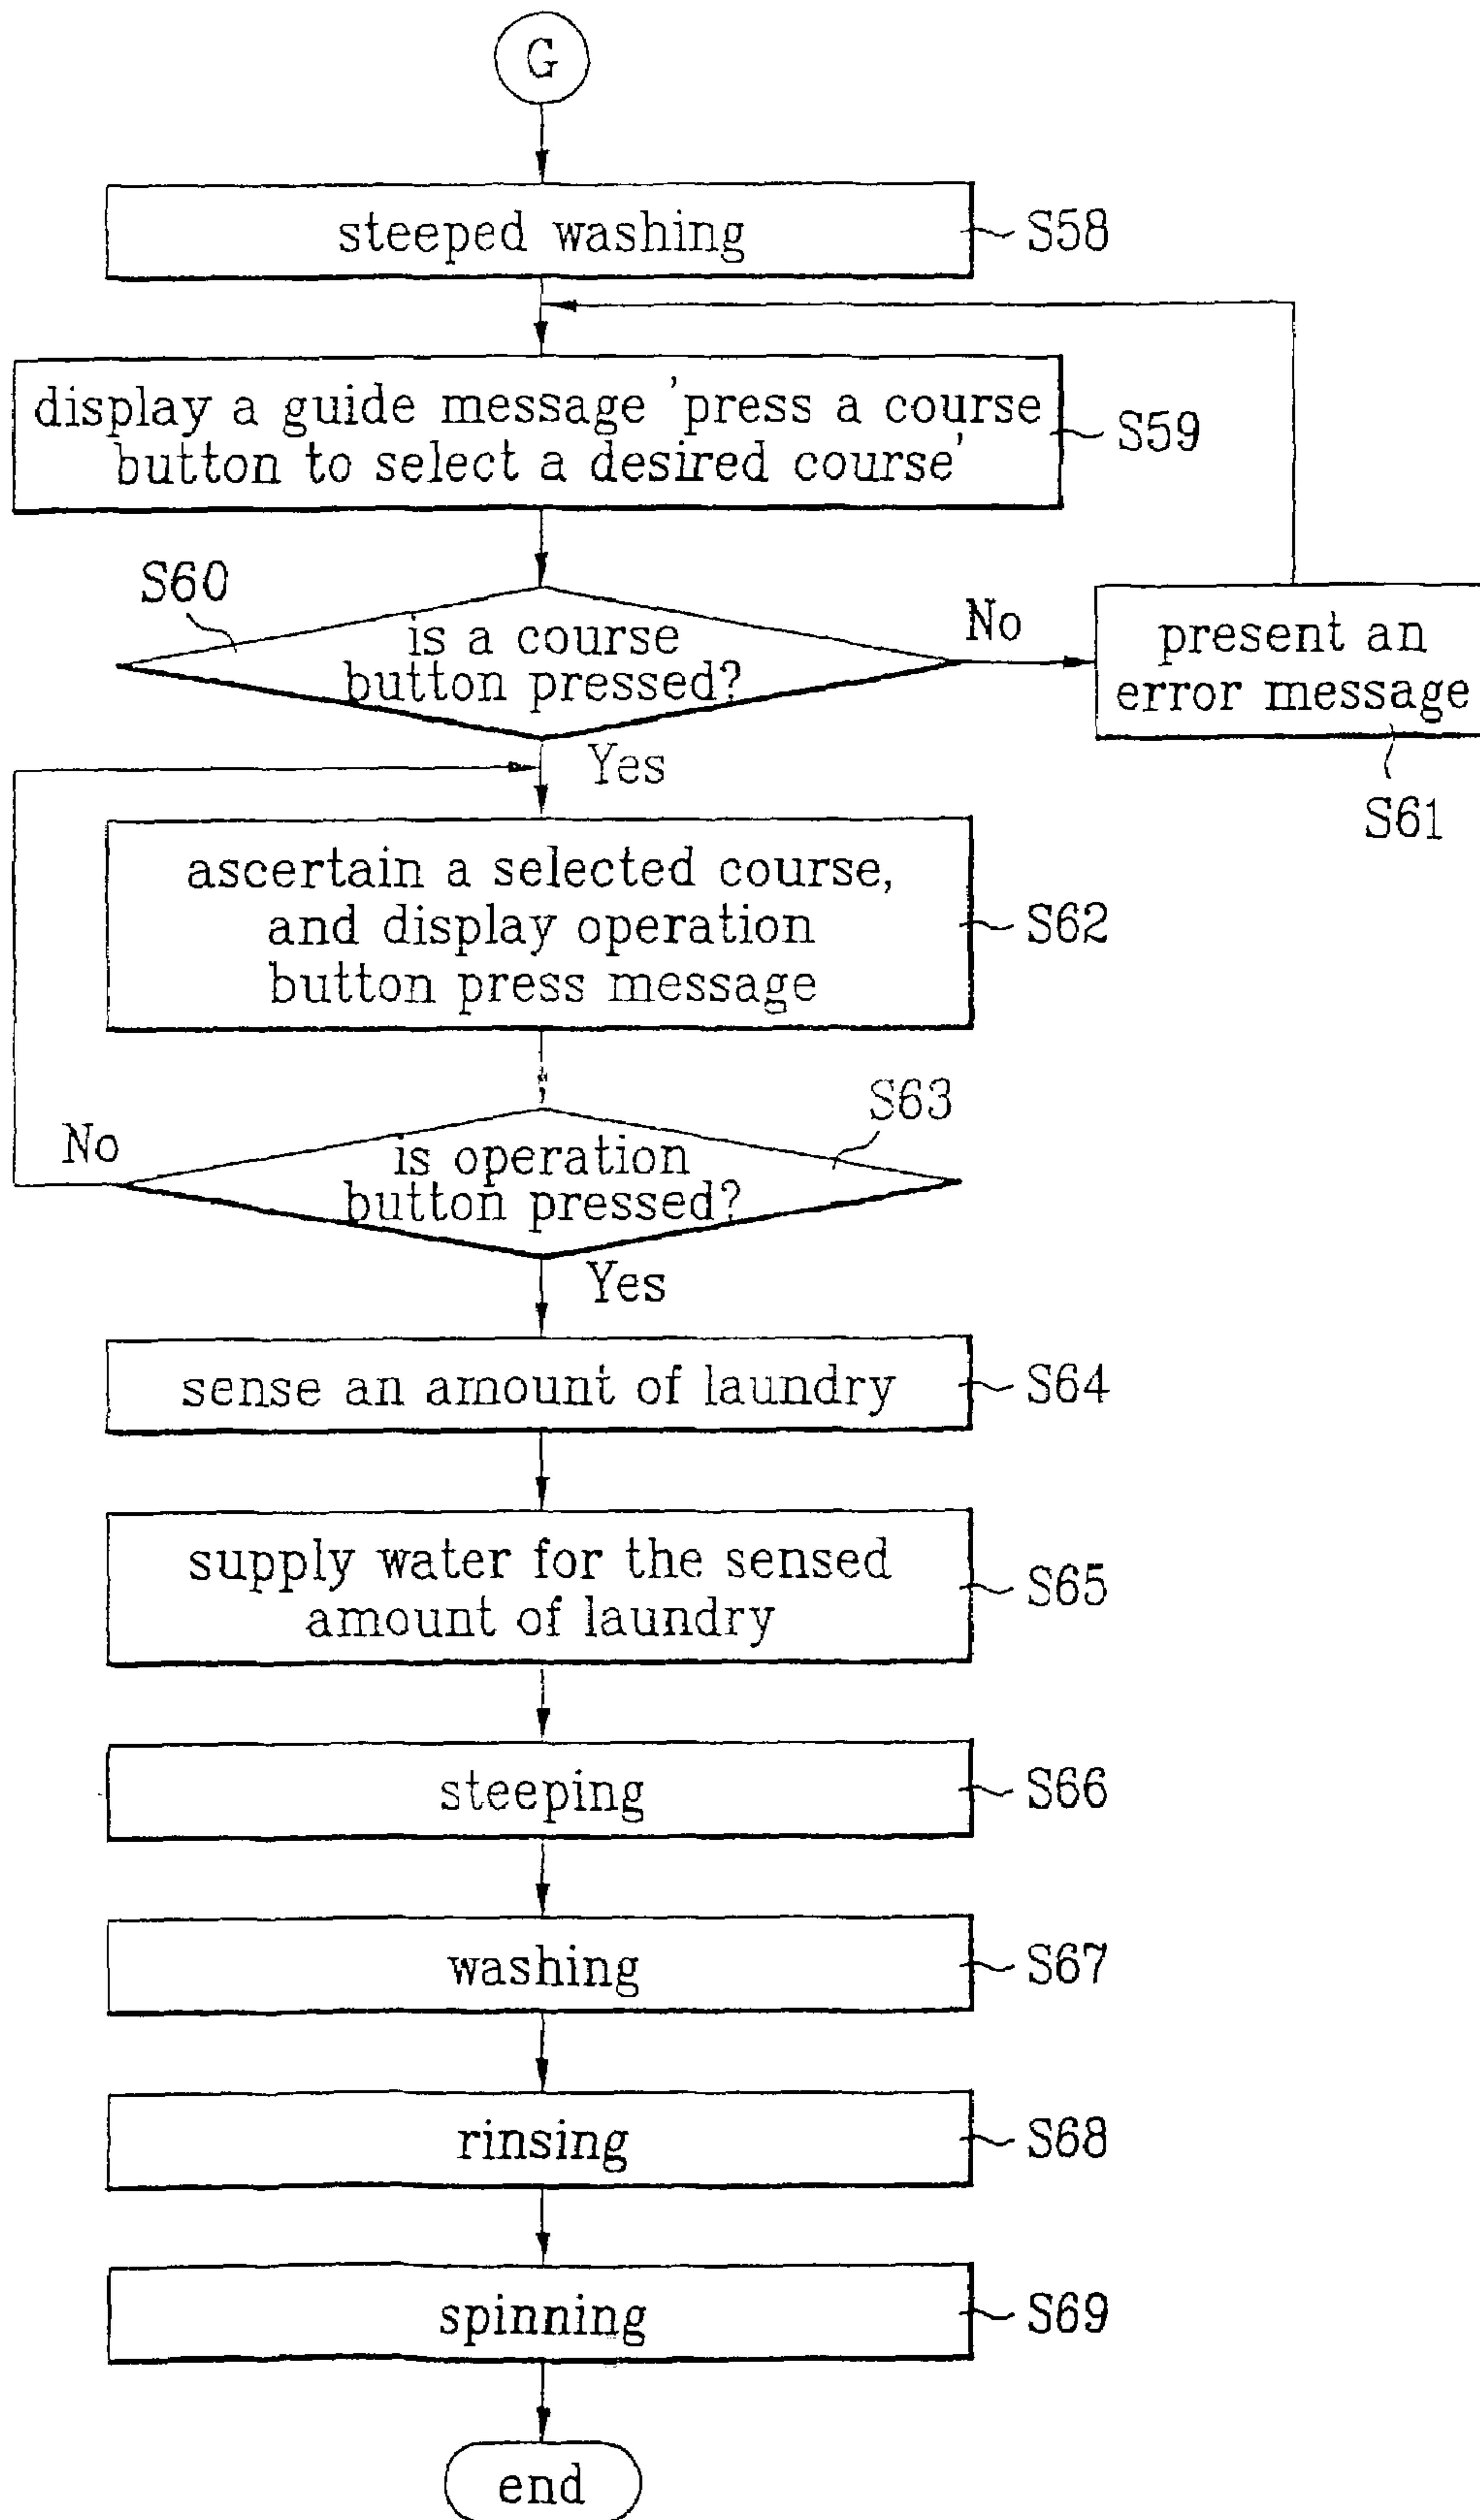 G
steeped washing
S58
display a guide message 'press a course
button to select a desired course'
S59
S60
is a course
button pressed?
No
present an
error message
S61
Yes
ascertain a selected course,
and display operation
button press message
S62
S63
No
is operation
button pressed?
Yes
sense an amount of laundry
S64
supply water for the sensed
amount of laundry
S65
steeping
S66
washing
S67
rinsing
S68
spinning
S69
end